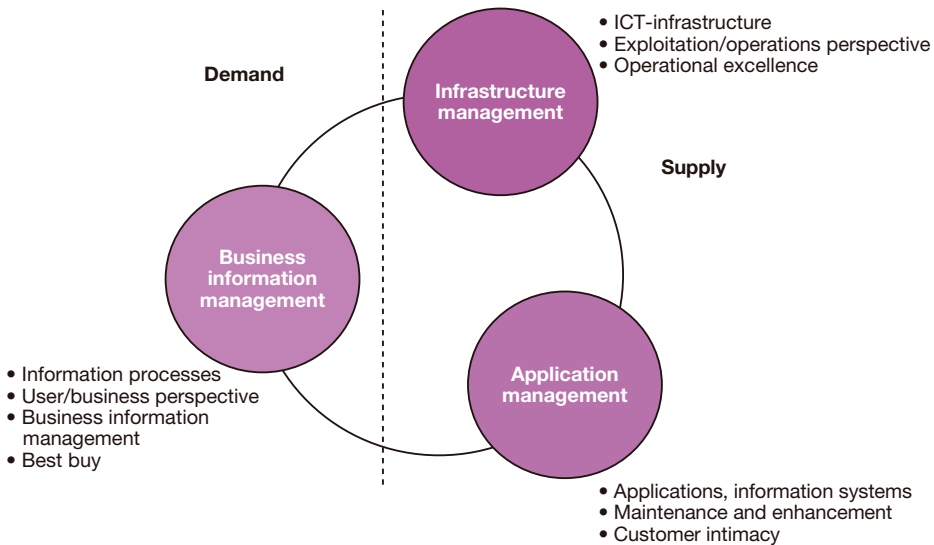 Demand
Infrastructure
management
• ICT-infrastructure
• Exploitation/operations perspective
• Operational excellence
Supply
Business
information
management
• Information processes
• User/business perspective
• Business information
management
• Best buy
Application
management
• Applications, information systems
• Maintenance and enhancement
• Customer intimacy